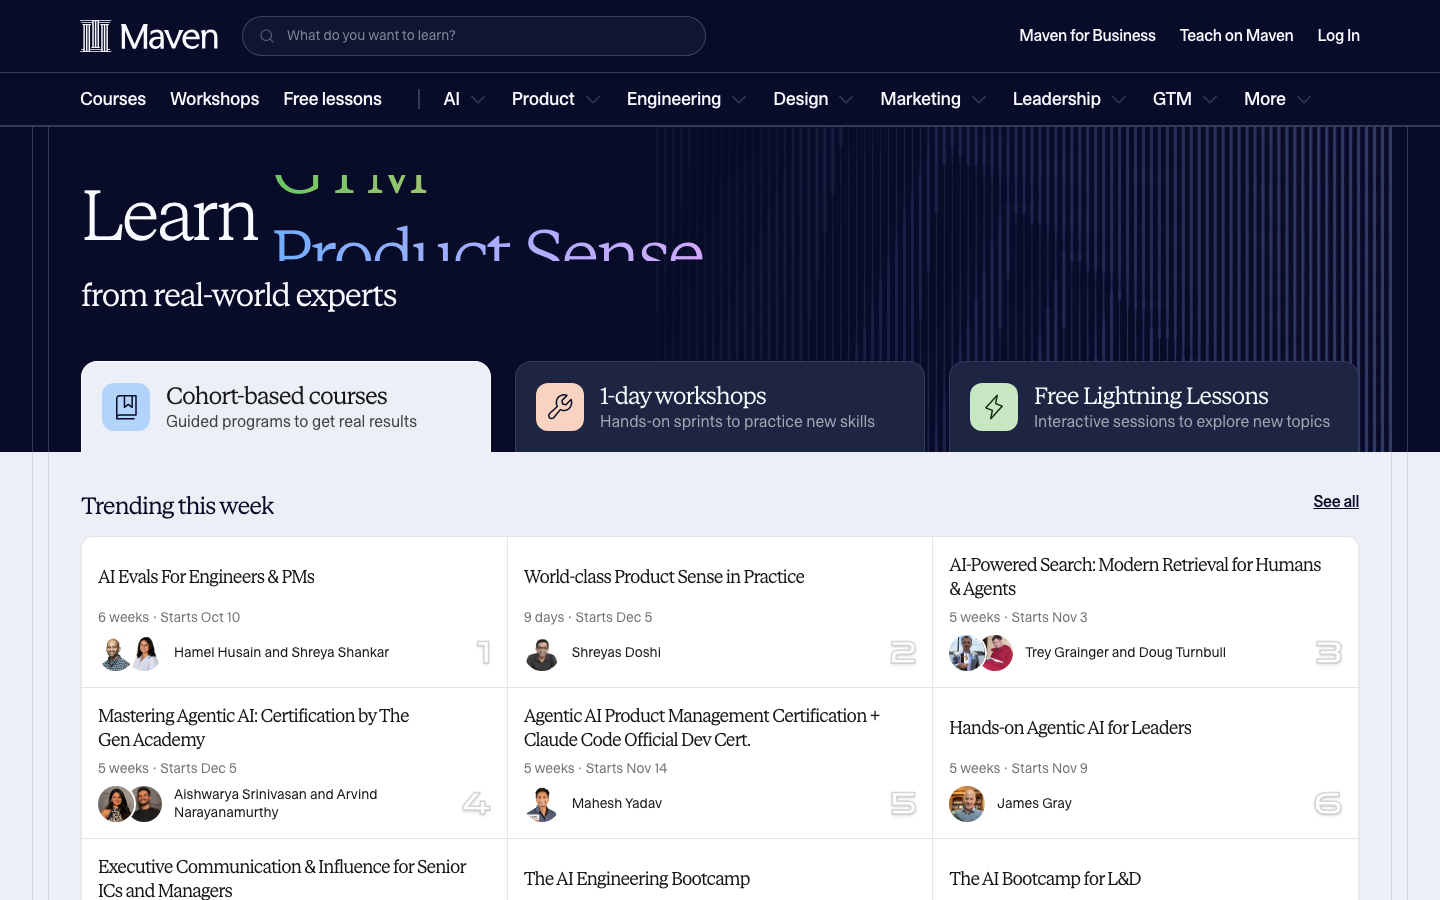 Maven
What do you want to learn?
Maven for Business
Teach on Maven
Log In
Courses
Workshops
Free lessons
AI
Product
Engineering
Design
Marketing
Leadership
GTM
More
Learn
GTM
Product Sense
from real-world experts
Cohort-based courses
Guided programs to get real results
1-day workshops
Hands-on sprints to practice new skills
Free Lightning Lessons
Interactive sessions to explore new topics
Trending this week
See all
AI Evals For Engineers & PMs
6 weeks · Starts Oct 10
Hamel Husain and Shreya Shankar
1
World-class Product Sense in Practice
9 days · Starts Dec 5
Shreyas Doshi
2
AI-Powered Search: Modern Retrieval for Humans
& Agents
5 weeks · Starts Nov 3
Trey Grainger and Doug Turnbull
3
Mastering Agentic AI: Certification by The
Gen Academy
5 weeks · Starts Dec 5
Aishwarya Srinivasan and Arvind
Narayanamurthy
4
Agentic AI Product Management Certification +
Claude Code Official Dev Cert.
5 weeks · Starts Nov 14
Mahesh Yadav
5
Hands-on Agentic AI for Leaders
5 weeks · Starts Nov 9
James Gray
6
Executive Communication & Influence for Senior
ICs and Managers
The AI Engineering Bootcamp
The AI Bootcamp for L&D